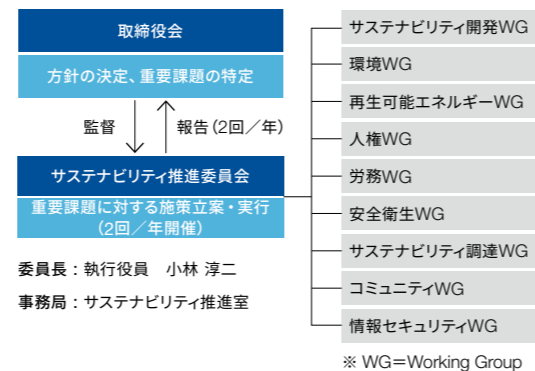 取締役会
方針の決定、重要課題の特定
監督
報告(2回／年)
サステナビリティ推進委員会
重要課題に対する施策立案・実行
(2回／年開催)
委員長：執行役員　小林 淳二
事務局：サステナビリティ推進室
サステナビリティ開発WG
環境WG
再生可能エネルギーWG
人権WG
労務WG
安全衛生WG
サステナビリティ調達WG
コミュニティWG
情報セキュリティWG
※ WG＝Working Group